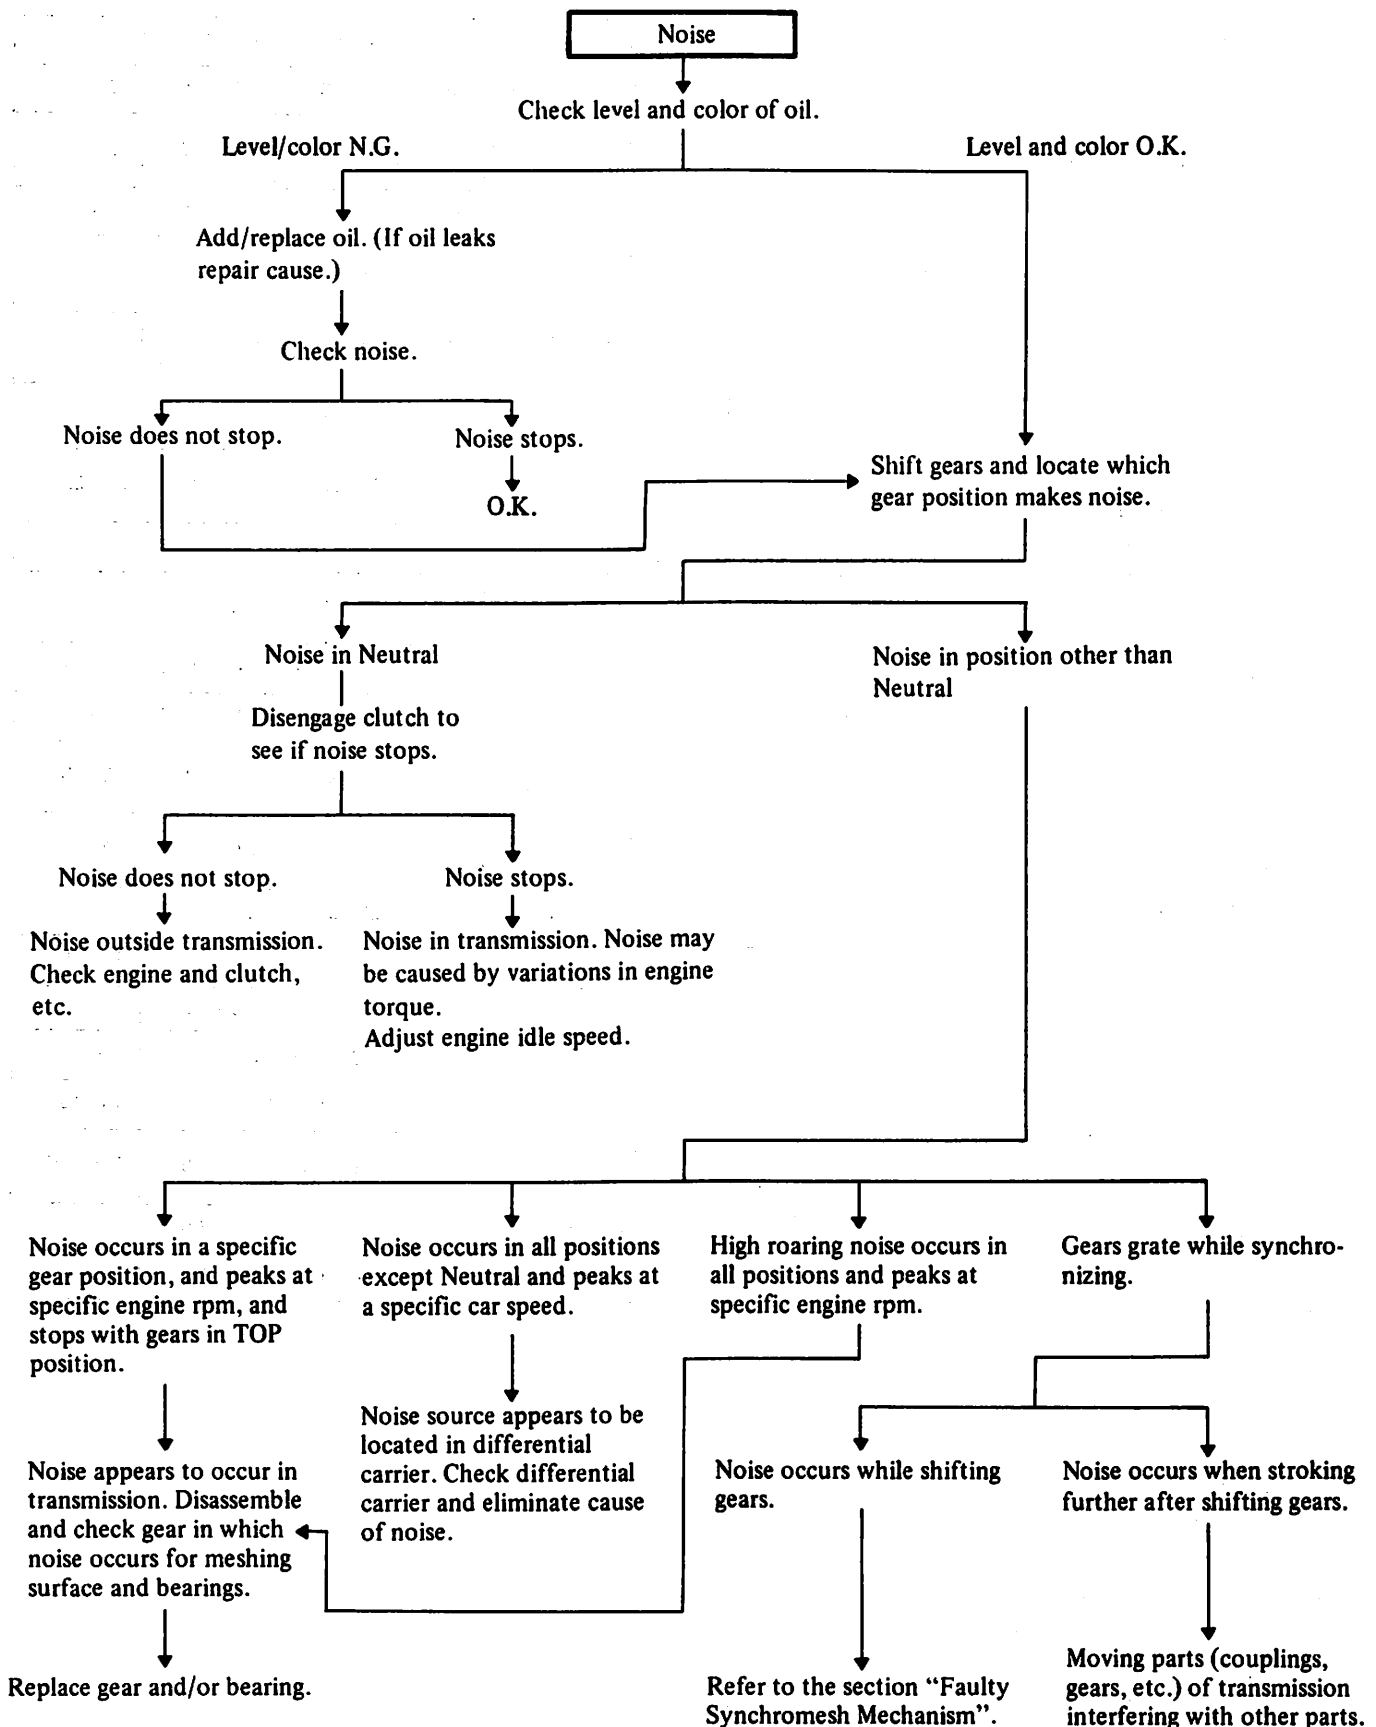 Noise
Check level and color of oil.
Level/color N.G.
Level and color O.K.
Add/replace oil. (If oil leaks
repair cause.)
Check noise.
Noise does not stop.
Noise stops.
O.K.
Shift gears and locate which
gear position makes noise.
Noise in Neutral
Disengage clutch to
see if noise stops.
Noise in position other than
Neutral
Noise does not stop.
Noise stops.
Noise outside transmission.
Check engine and clutch,
etc.
Noise in transmission. Noise may
be caused by variations in engine
torque.
Adjust engine idle speed.
Noise occurs in a specific
gear position, and peaks at
specific engine rpm, and
stops with gears in TOP
position.
Noise appears to occur in
transmission. Disassemble
and check gear in which
noise occurs for meshing
surface and bearings.
Replace gear and/or bearing.
Noise occurs in all positions
except Neutral and peaks at
a specific car speed.
Noise source appears to be
located in differential
carrier. Check differential
carrier and eliminate cause
of noise.
High roaring noise occurs in
all positions and peaks at
specific engine rpm.
Gears grate while synchro-
nizing.
Noise occurs while shifting
gears.
Refer to the section “Faulty
Synchromesh Mechanism”.
Noise occurs when stroking
further after shifting gears.
Moving parts (couplings,
gears, etc.) of transmission
interfering with other parts.